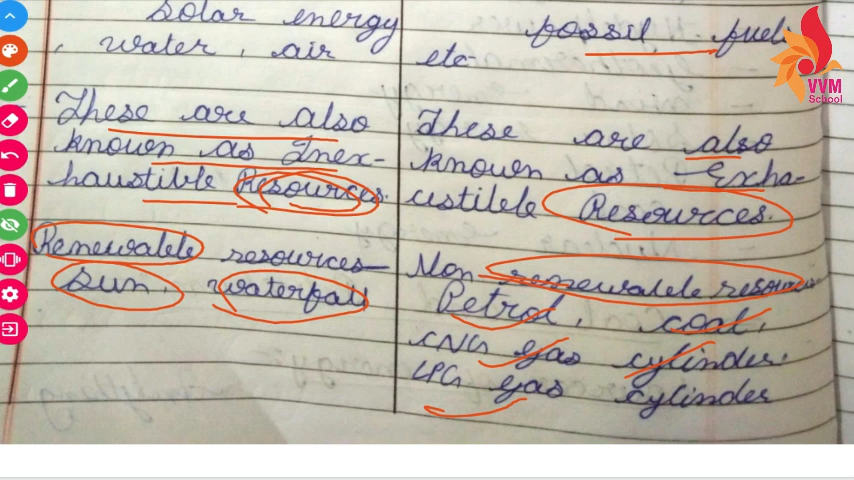 Solar energy
, water, air
These are also
known as Inex-
haustible Resources.
Renewable resources
Sun, waterfall
fossil fuel
etc
These are also
known as Exha-
ustible Resources.
Non renewable resources
Petrol, coal,
CNG gas cylinder,
LPG gas cylinder
VVM
School